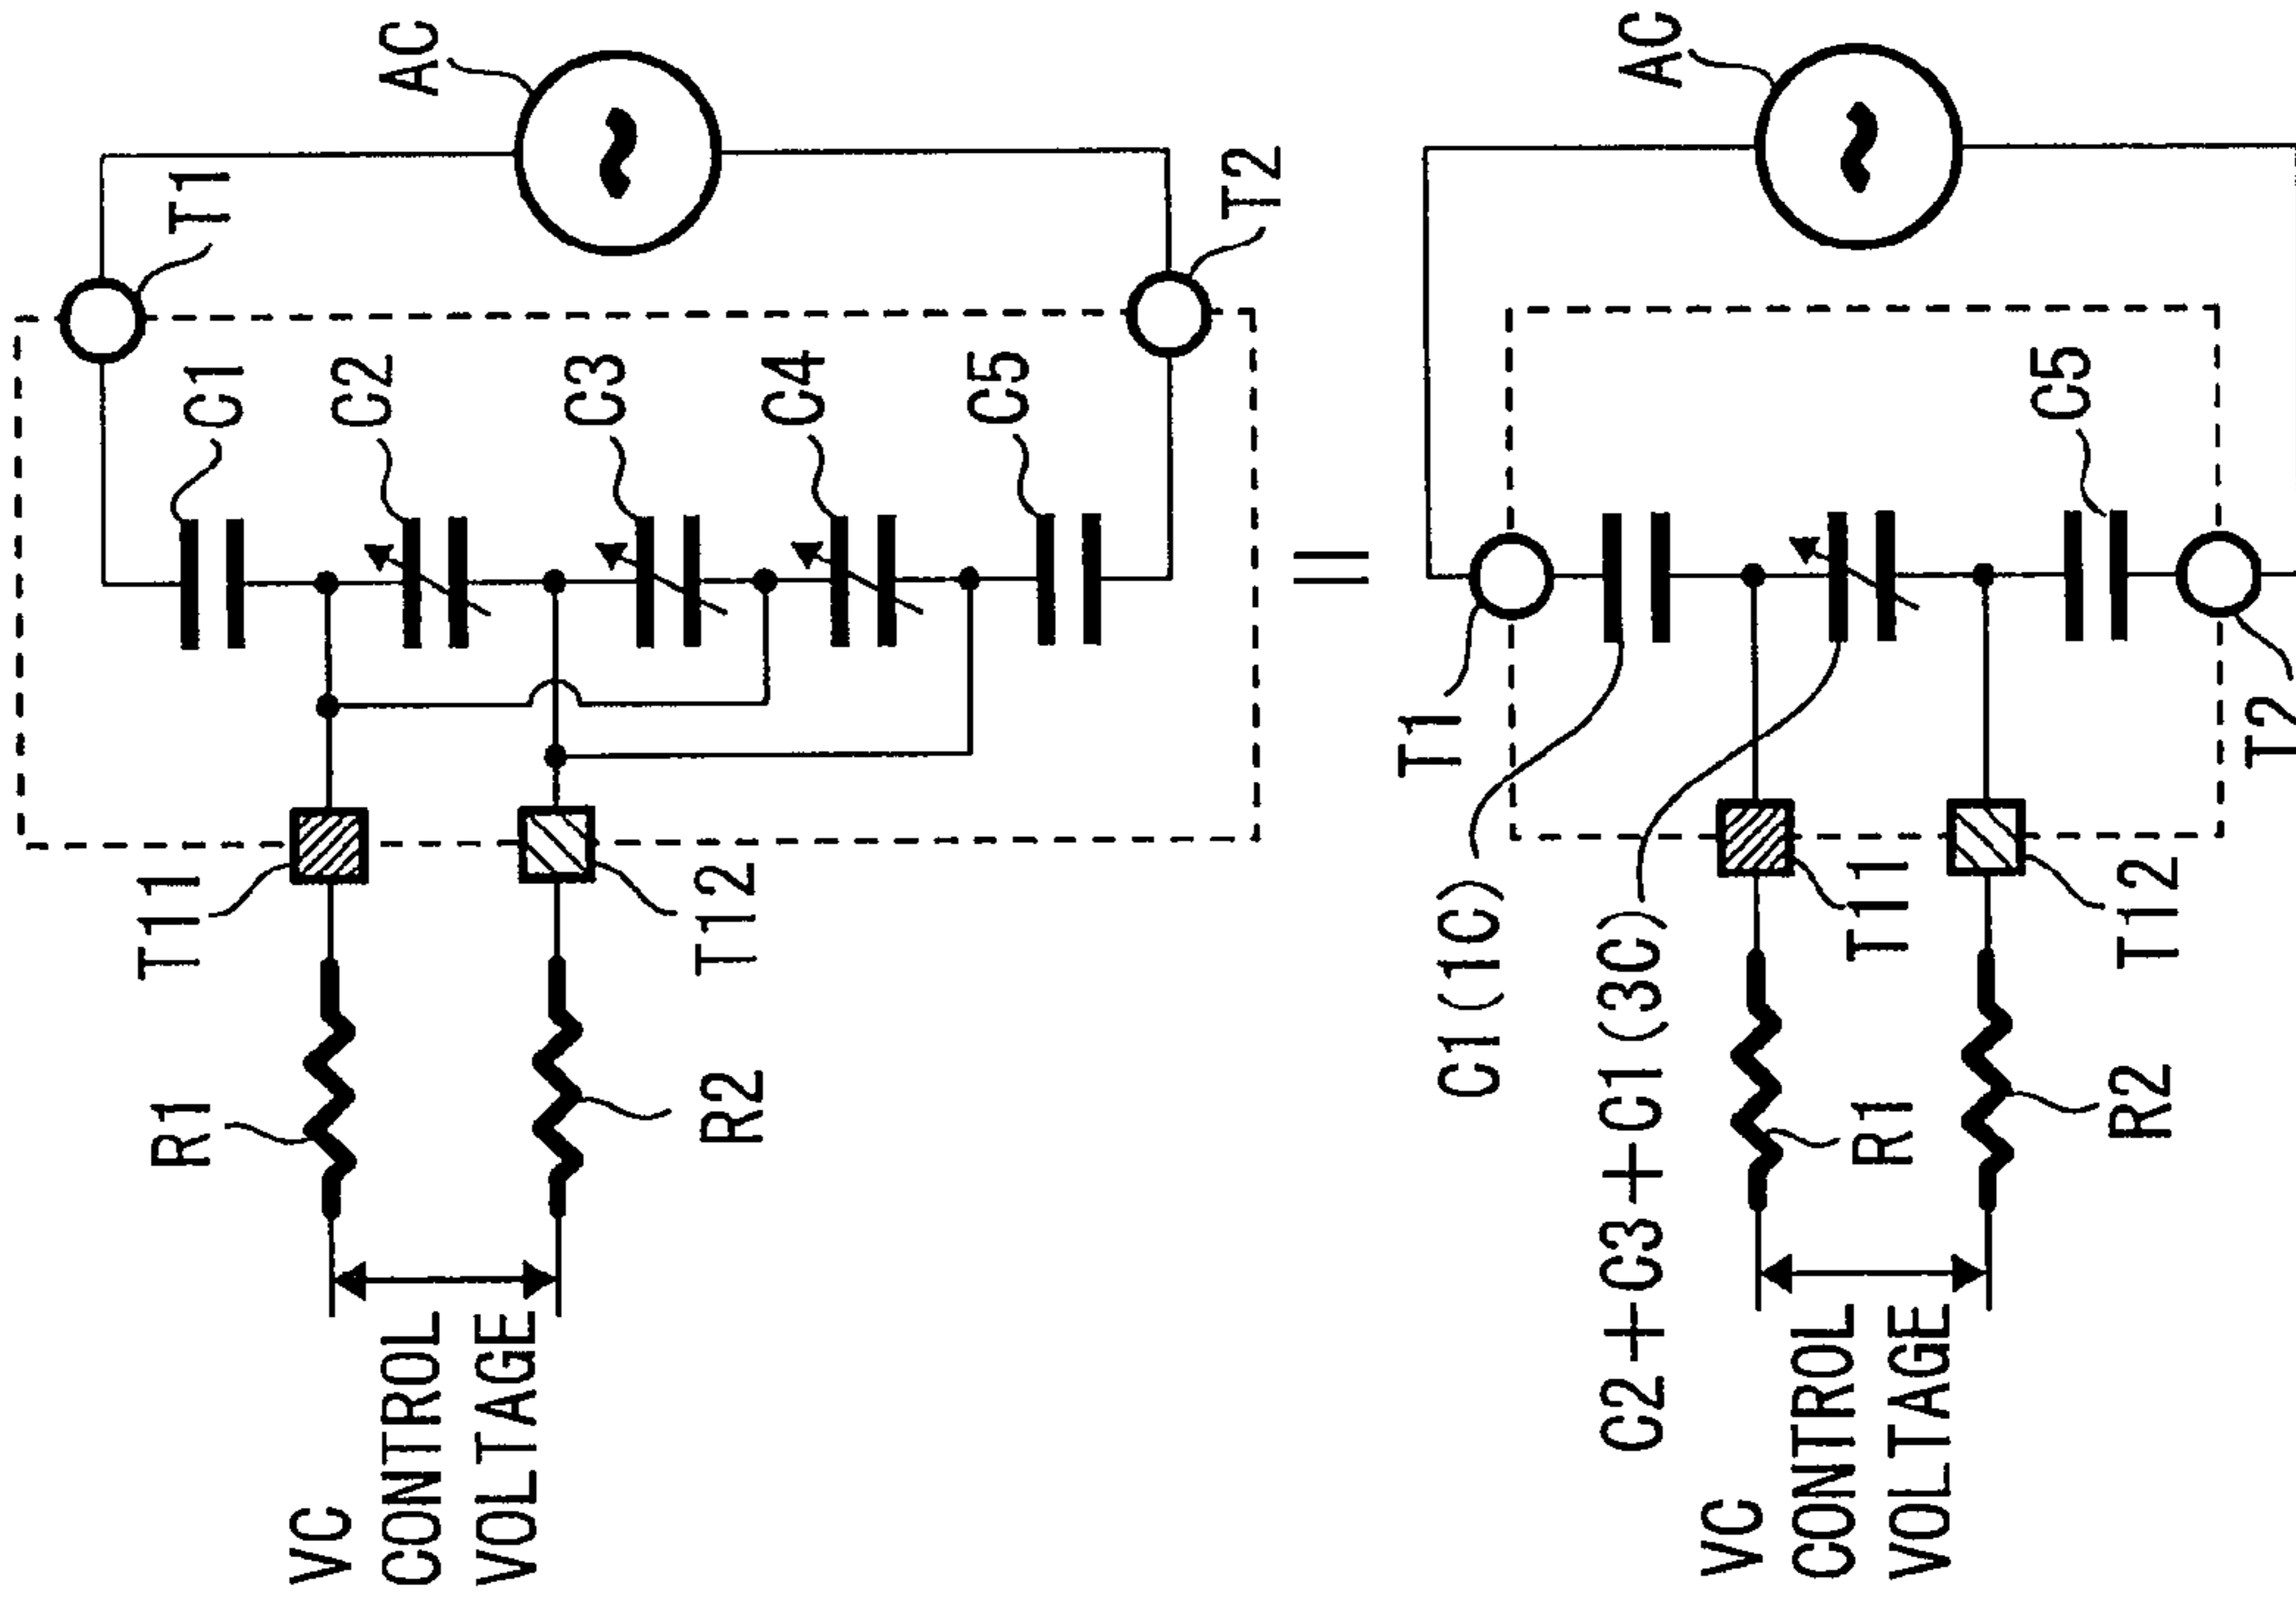 AC
T1
T2
C1
C2
C3
C4
C5
T11
T12
R1
R2
VC
CONTROL
VOLTAGE
=
AC
T1
T2
C5
C1(1C)
C2+C3+C1(3C)
T11
T12
R1
R2
VC
CONTROL
VOLTAGE